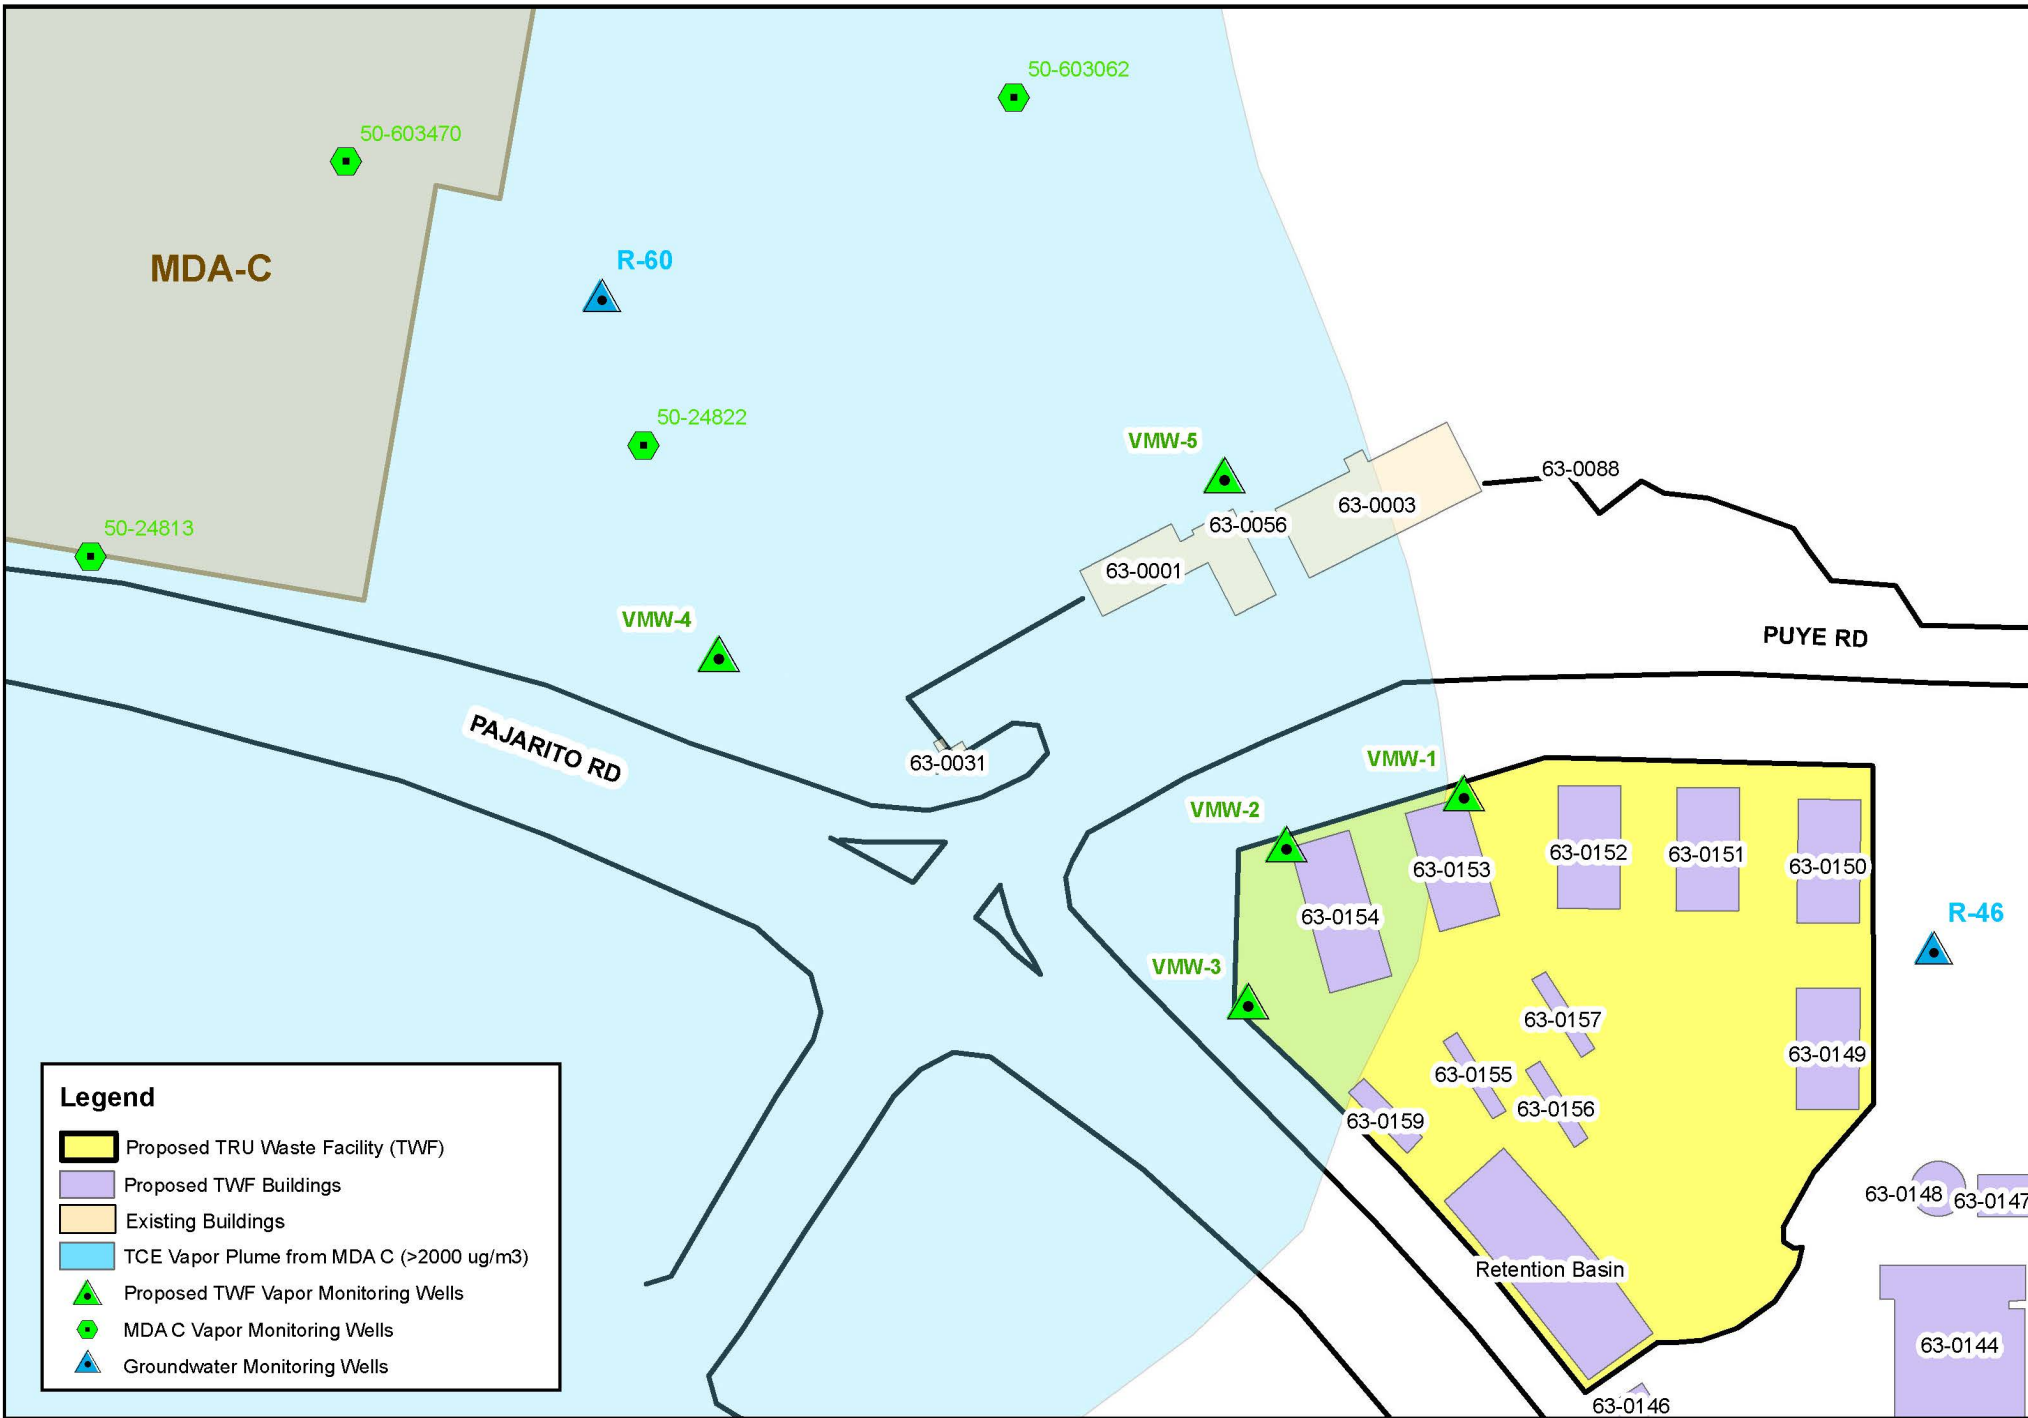 50-603062
50-603470
MDA-C
R-60
50-24822
VMW-5
63-0088
63-0003
50-24813
63-0056
63-0001
VMW-4
PUYE RD
PAJARITO RD
63-0031
VMW-1
VMW-2
63-0152
63-0151
63-0150
63-0153
63-0154
R-46
VMW-3
63-0157
63-0149
63-0155
63-0156
63-0159
63-0148
63-0147
Retention Basin
63-0144
63-0146
Legend
Proposed TRU Waste Facility (TWF)
Proposed TWF Buildings
Existing Buildings
TCE Vapor Plume from MDA C (>2000 ug/m3)
Proposed TWF Vapor Monitoring Wells
MDA C Vapor Monitoring Wells
Groundwater Monitoring Wells